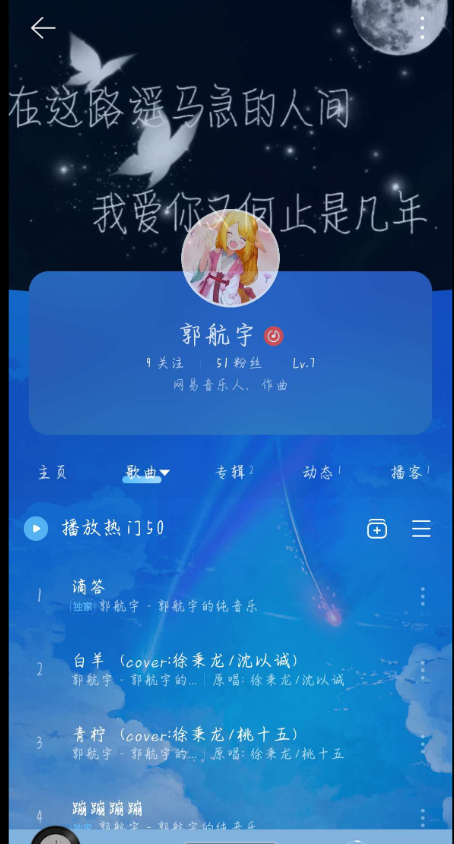 在这路遥马急的人间
我爱你又何止是几年
郭航宇
9 关注 51 粉丝 Lv.7
网易音乐人、作曲
主页 歌曲 专辑2 动态1 播客1
播放热门50
1 滴答
独家 郭航宇 - 郭航宇的纯音乐
2 白羊 (cover:徐秉龙/沈以诚)
郭航宇 - 郭航宇的... 原唱: 徐秉龙/沈以诚
3 青柠 (cover:徐秉龙/桃十五)
郭航宇 - 郭航宇的... 原唱: 徐秉龙/桃十五
4 蹦蹦蹦蹦
独家 郭航宇 - 郭航宇的纯音乐